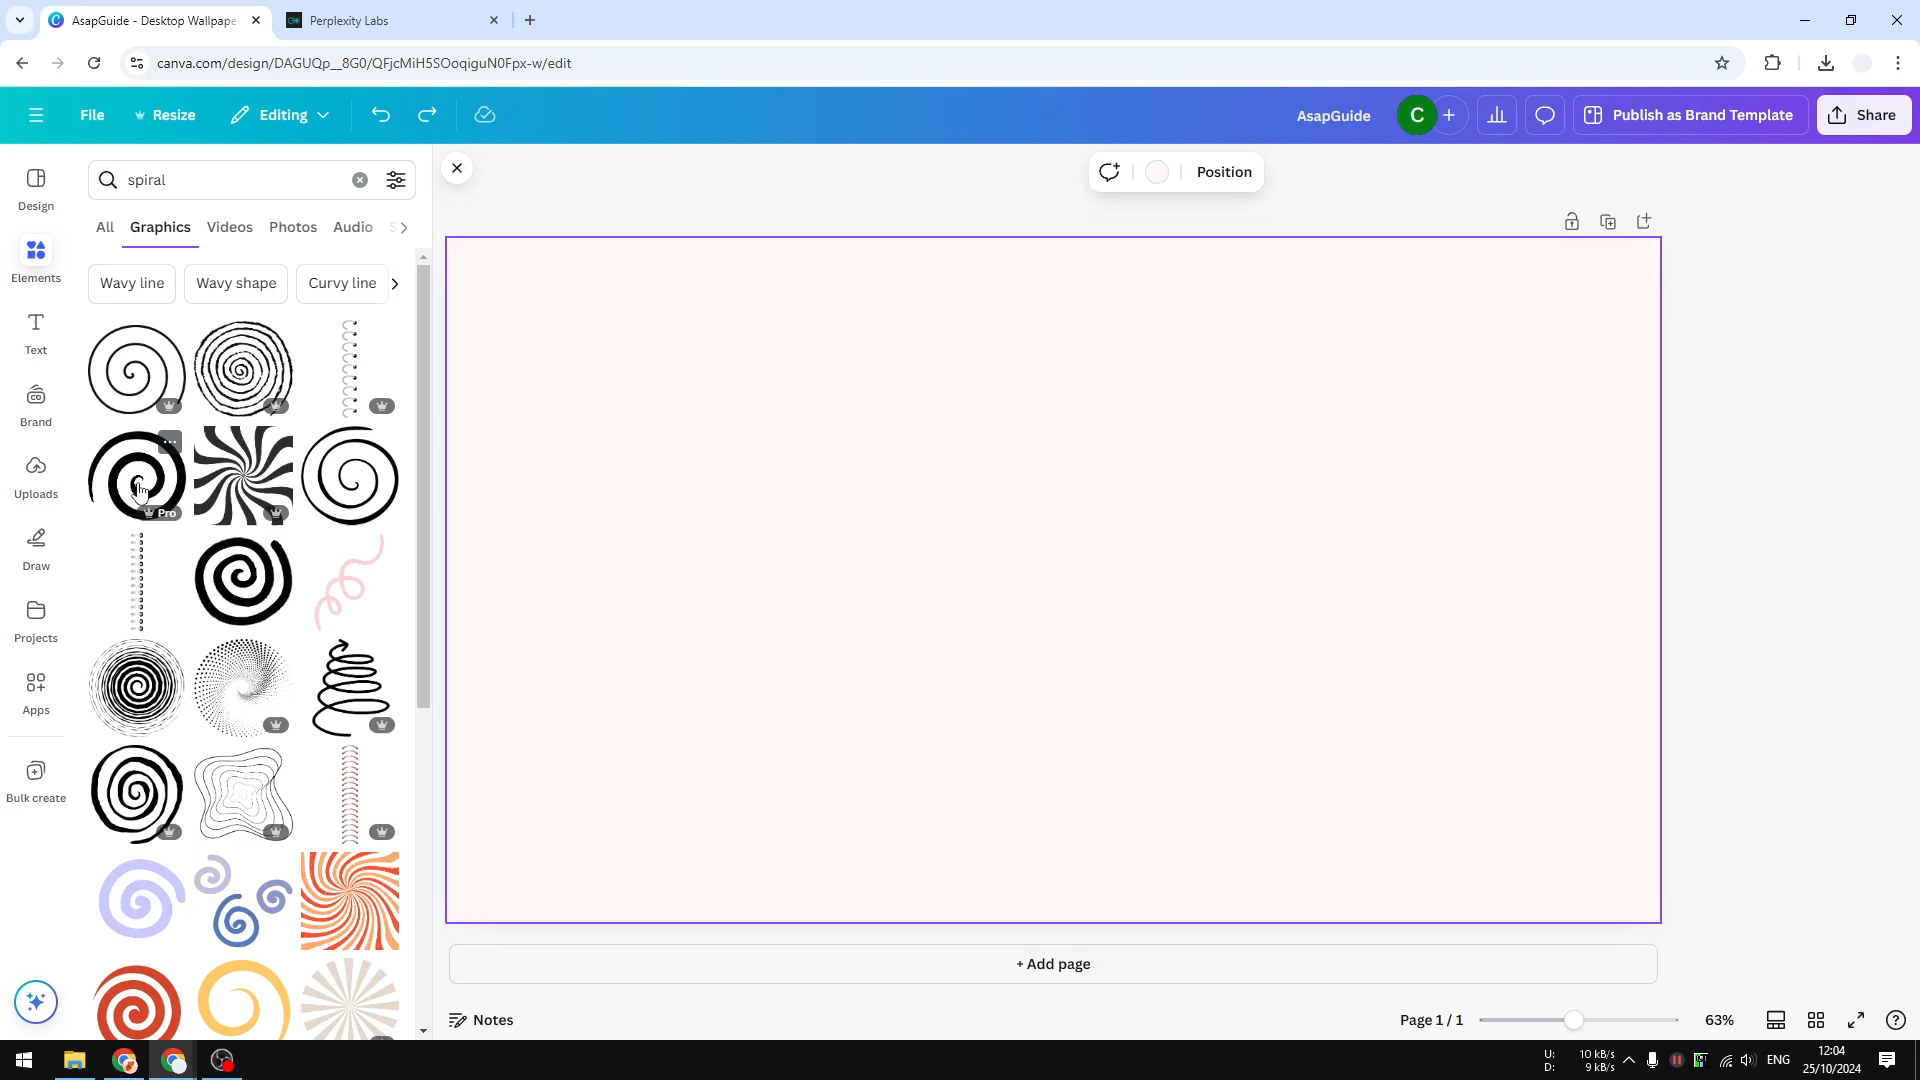 AsapGuide - Desktop Wallpape
Perplexity Labs
canva.com/design/DAGUQp__8G0/QFjcMiH5SOoqiguN0Fpx-w/edit
File
Resize
Editing
AsapGuide
C
Publish as Brand Template
Share
Design
Elements
Text
Brand
Uploads
Draw
Projects
Apps
Bulk create
spiral
All
Graphics
Videos
Photos
Audio
Wavy line
Wavy shape
Curvy line
Pro
Position
+ Add page
Notes
Page 1 / 1
63%
U: 10 kB/s
D: 9 kB/s
ENG
12:04
25/10/2024